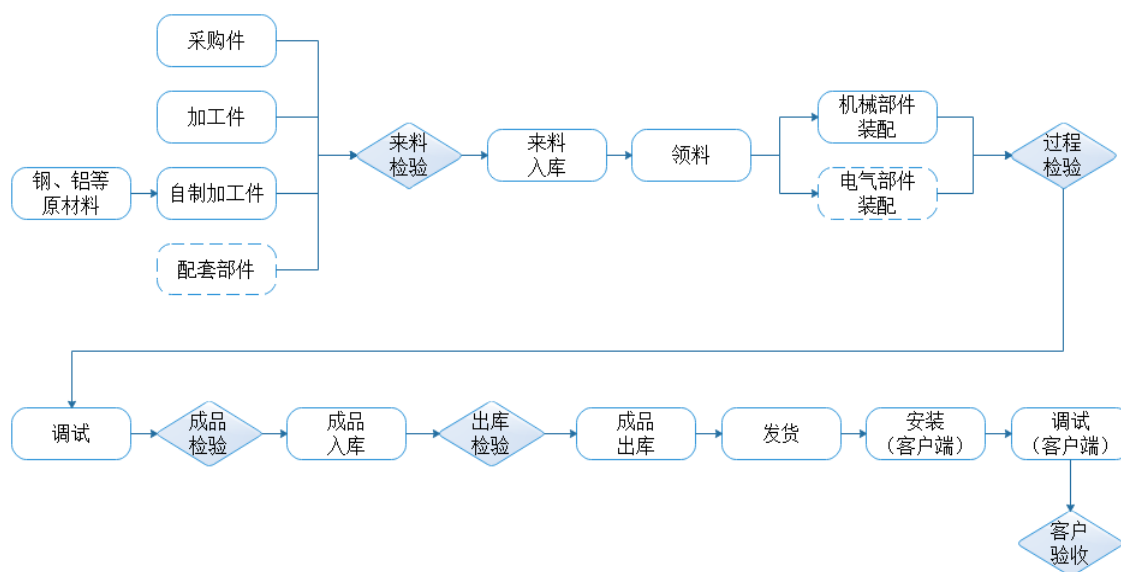 采购件
加工件
钢、铝等
原材料
自制加工件
配套部件
来料
检验
来料
入库
领料
机械部件
装配
电气部件
装配
过程
检验
调试
成品
检验
成品
入库
出库
检验
成品
出库
发货
安装
（客户端）
调试
（客户端）
客户
验收